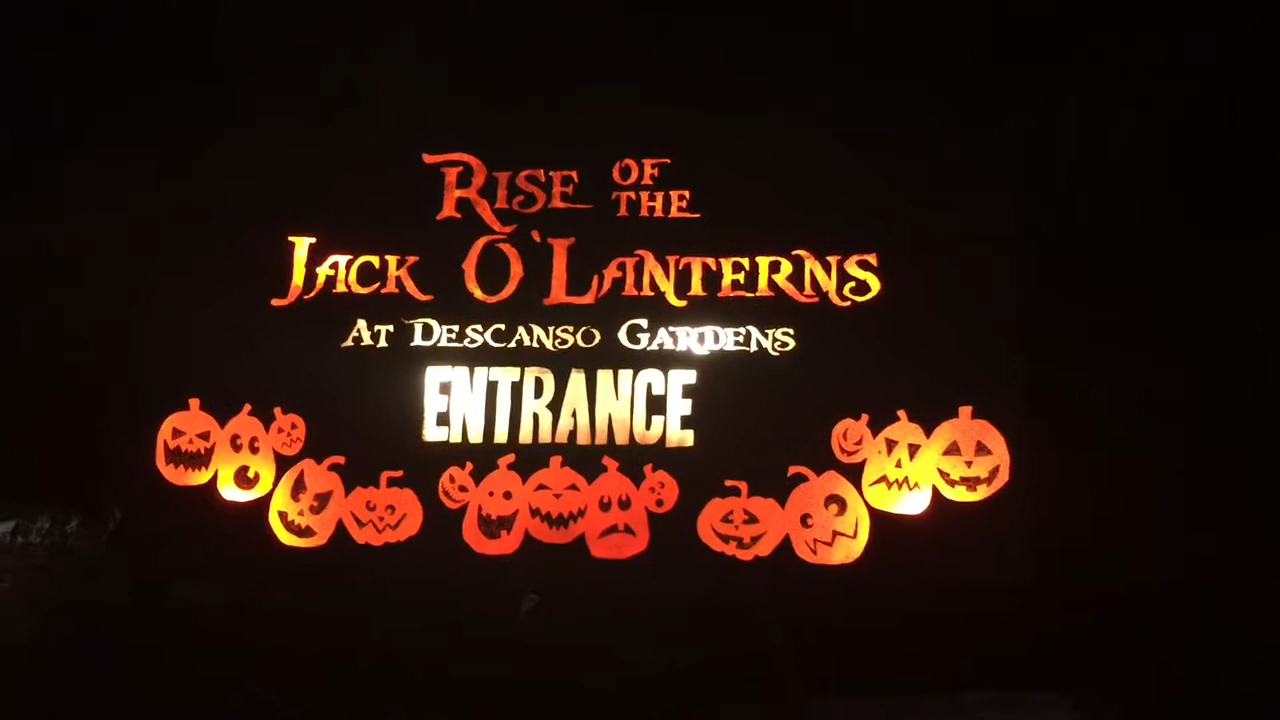 Rise of the
Jack O'Lanterns
At Descanso Gardens
ENTRANCE